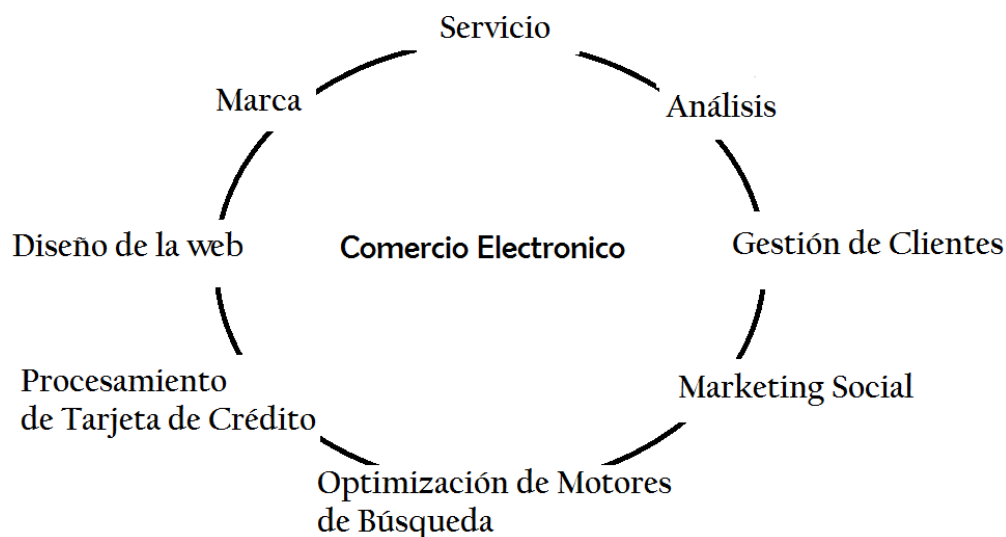 Servicio
Marca
Análisis
Diseño de la web
Comercio Electronico
Gestión de Clientes
Procesamiento
de Tarjeta de Crédito
Marketing Social
Optimización de Motores
de Búsqueda